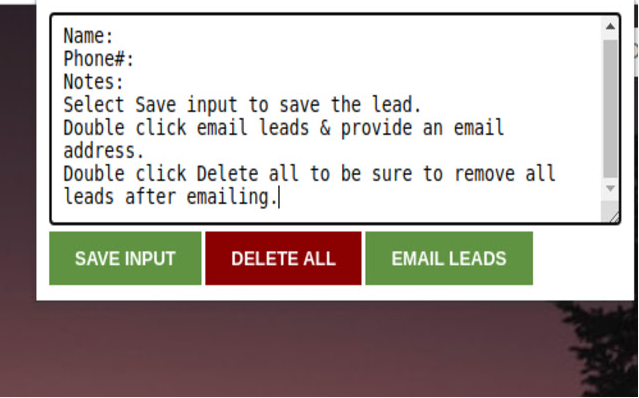 Name:
Phone#:
Notes:
Select Save input to save the lead.
Double click email leads & provide an email
address.
Double click Delete all to be sure to remove all
leads after emailing.
SAVE INPUT
DELETE ALL
EMAIL LEADS